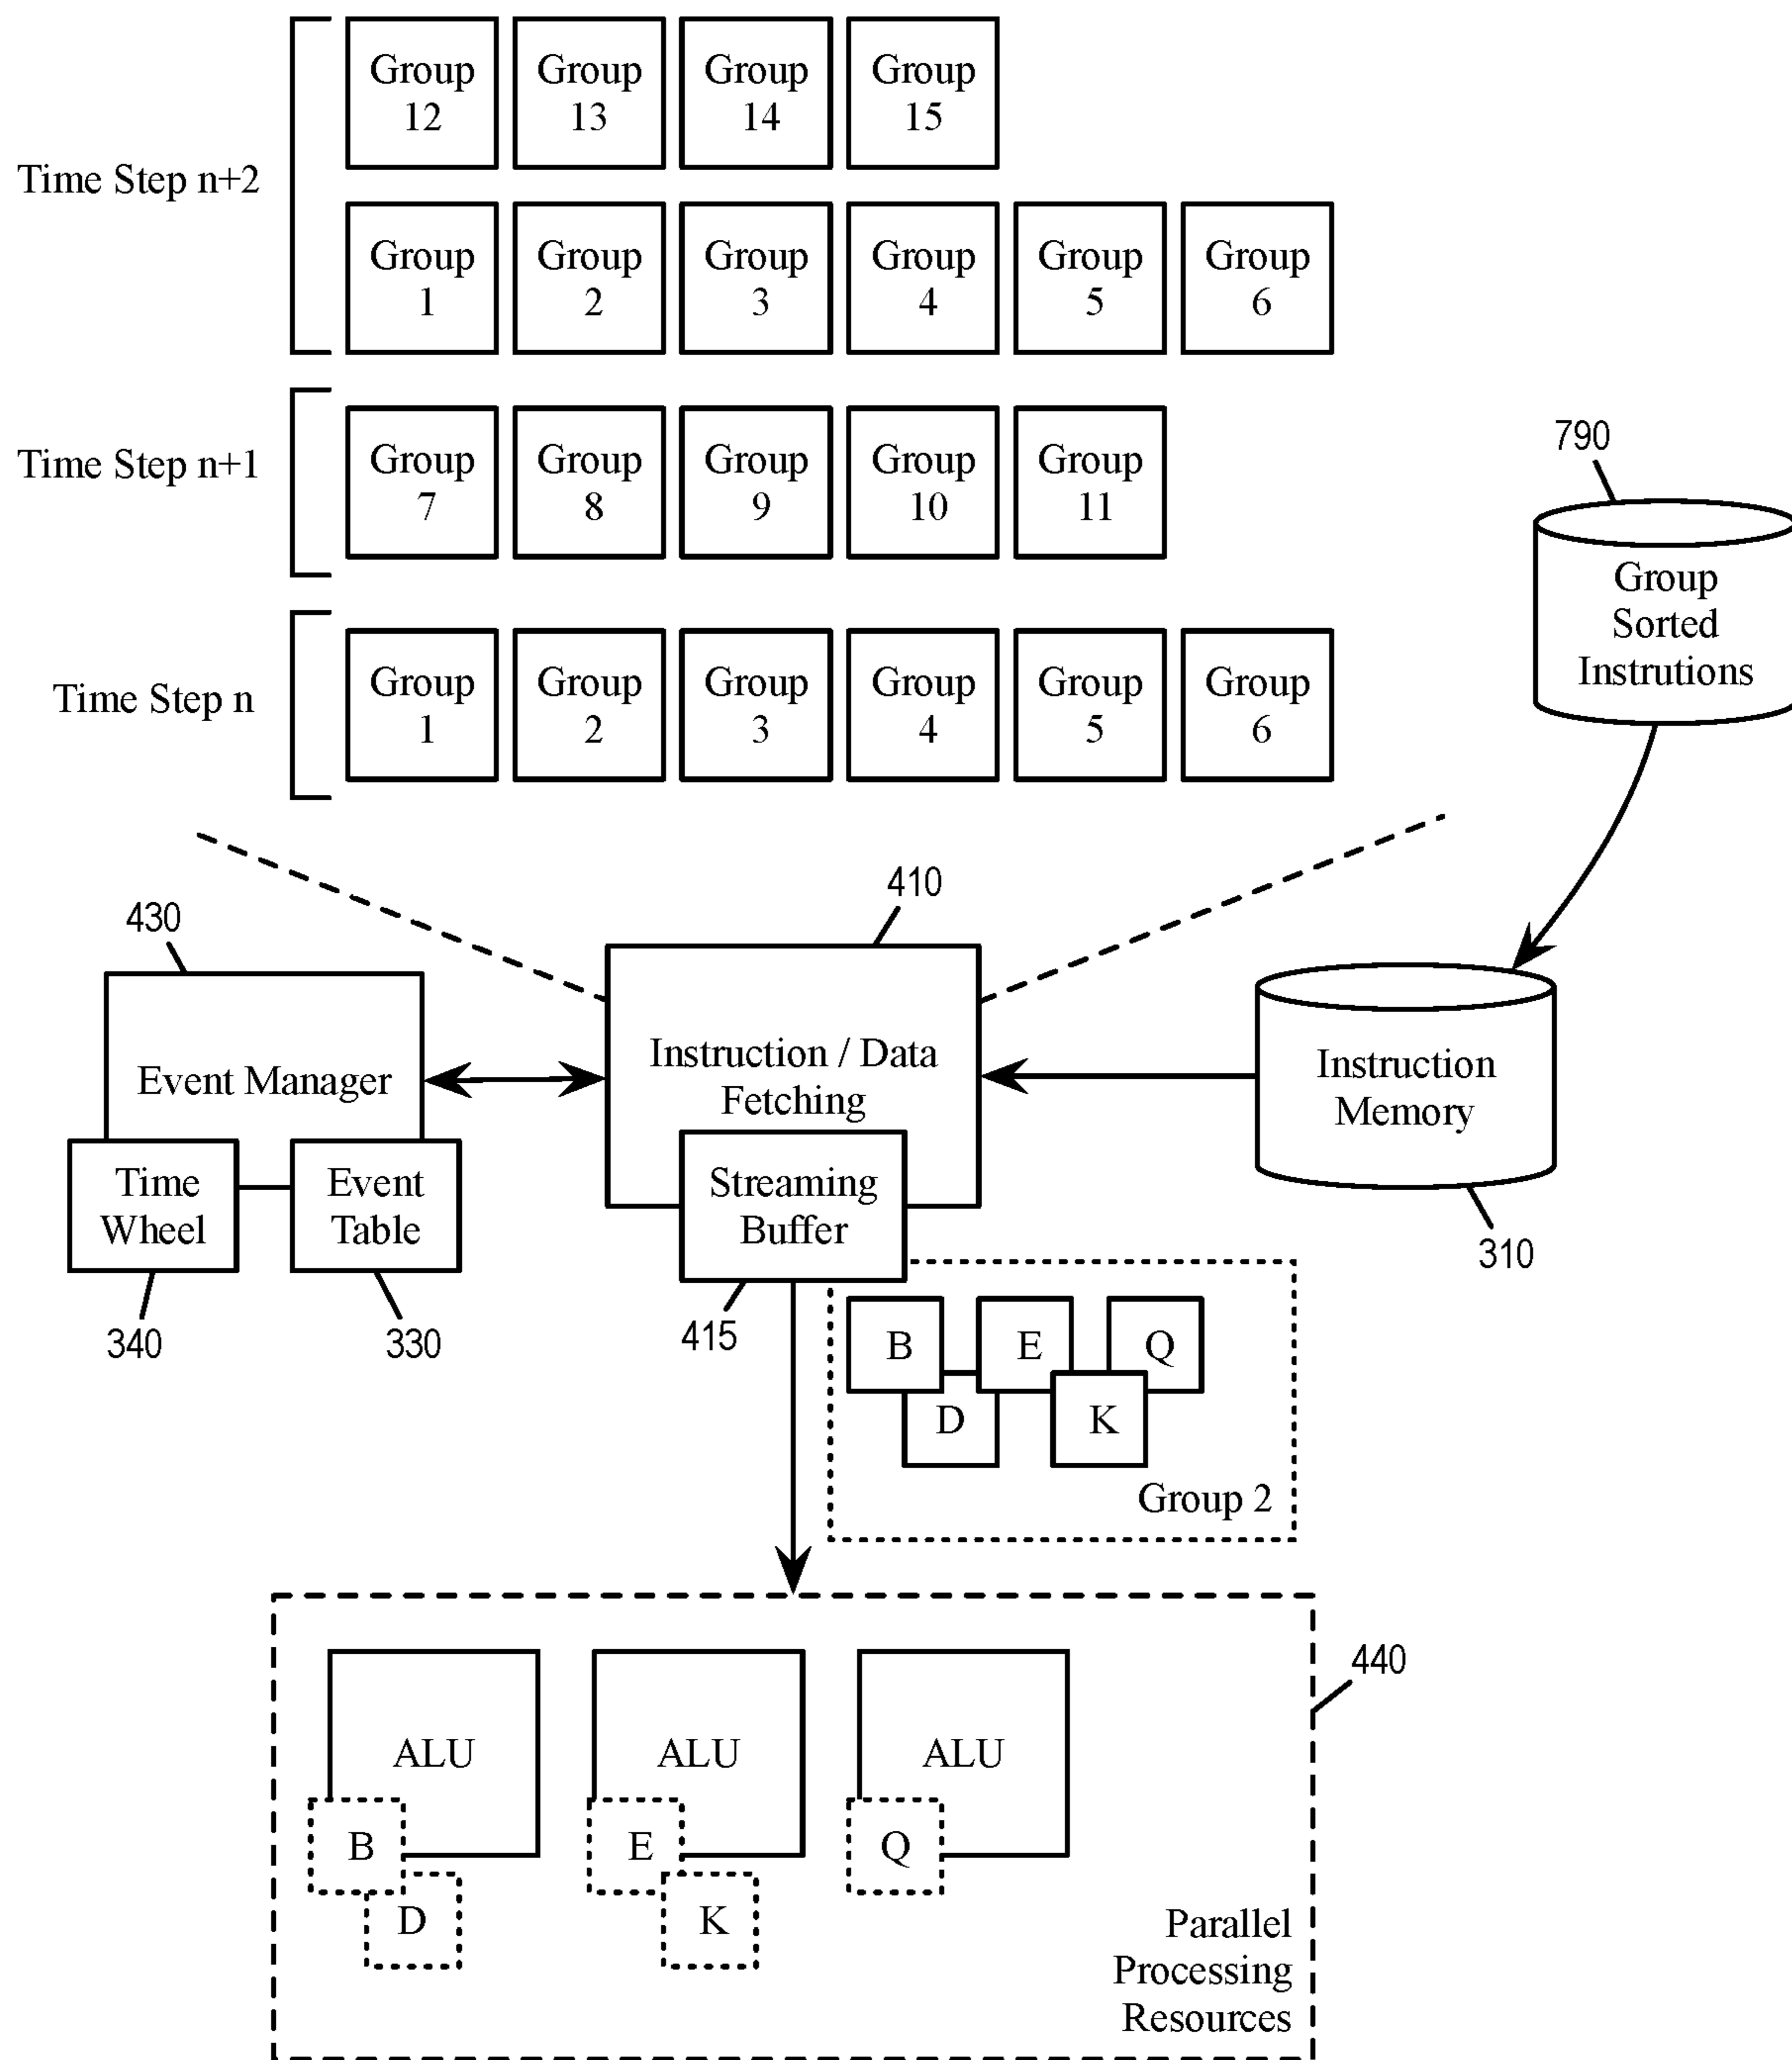 Group 12
Group 13
Group 14
Group 15
Time Step n+2
Group 1
Group 2
Group 3
Group 4
Group 5
Group 6
Time Step n+1
Group 7
Group 8
Group 9
Group 10
Group 11
790
Group
Sorted
Instrutions
Time Step n
Group 1
Group 2
Group 3
Group 4
Group 5
Group 6
410
430
Event Manager
Instruction / Data
Fetching
Instruction
Memory
Time
Wheel
Event
Table
Streaming
Buffer
310
340
330
415
B
E
Q
D
K
Group 2
440
ALU
ALU
ALU
B
E
Q
D
K
Parallel
Processing
Resources